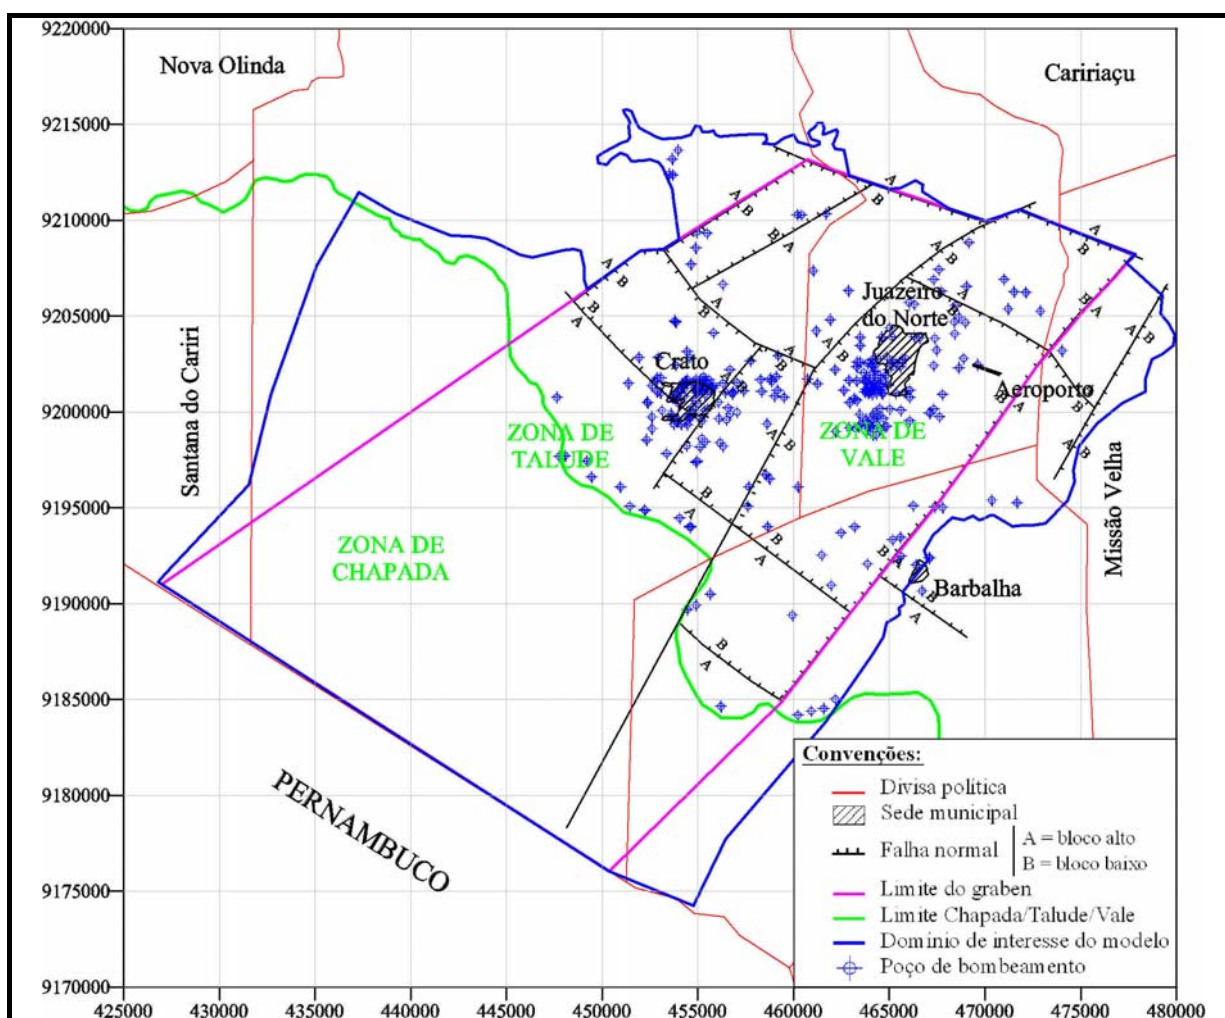 9220000
9215000
9210000
9205000
9200000
9195000
9190000
9185000
9180000
9175000
9170000
425000 430000 435000 440000 445000 450000 455000 460000 465000 470000 475000 480000
Nova Olinda
Caririaçu
Santana do Cariri
Crato
Juazeiro
do Norte
Aeroporto
ZONA DE
TALUDE
ZONA DE
VALE
ZONA DE
CHAPADA
Missão Velha
Barbalha
PERNAMBUCO
Convenções:
Divisa política
Sede municipal
Falha normal
A = bloco alto
B = bloco baixo
Limite do graben
Limite Chapada/Talude/Vale
Domínio de interesse do modelo
Poço de bombeamento